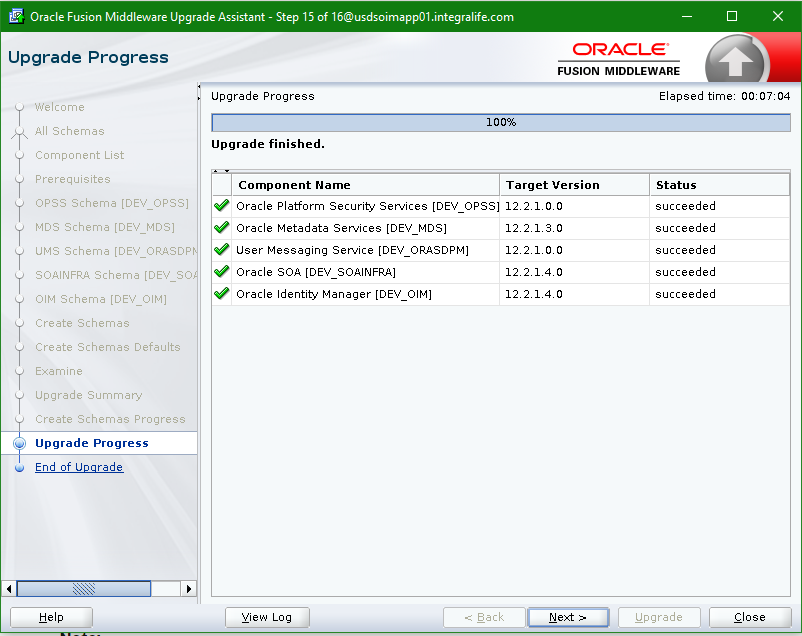 Oracle Fusion Middleware Upgrade Assistant - Step 15 of 16@usdsoimapp01.integralife.com
Upgrade Progress
ORACLE
FUSION MIDDLEWARE
Welcome
All Schemas
Component List
Prerequisites
OPSS Schema [DEV_OPSS]
MDS Schema [DEV_MDS]
UMS Schema [DEV_ORASDPM
SOAINFRA Schema [DEV_SOA
OIM Schema [DEV_OIM]
Create Schemas
Create Schemas Defaults
Examine
Upgrade Summary
Create Schemas Progress
Upgrade Progress
End of Upgrade
Upgrade Progress Elapsed time: 00:07:04
100%
Upgrade finished.
Component Name Target Version Status
Oracle Platform Security Services [DEV_OPSS] 12.2.1.0.0 succeeded
Oracle Metadata Services [DEV_MDS] 12.2.1.3.0 succeeded
User Messaging Service [DEV_ORASDPM] 12.2.1.0.0 succeeded
Oracle SOA [DEV_SOAINFRA] 12.2.1.4.0 succeeded
Oracle Identity Manager [DEV_OIM] 12.2.1.4.0 succeeded
Help View Log < Back Next > Upgrade Close